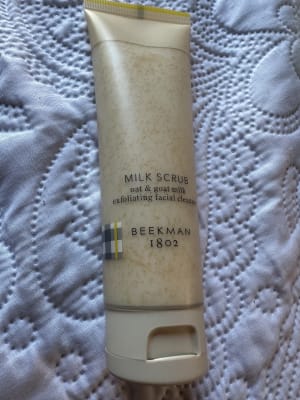 MILK SCRUB
oat & goat milk
exfoliating facial cleanser
BEEKMAN
1802